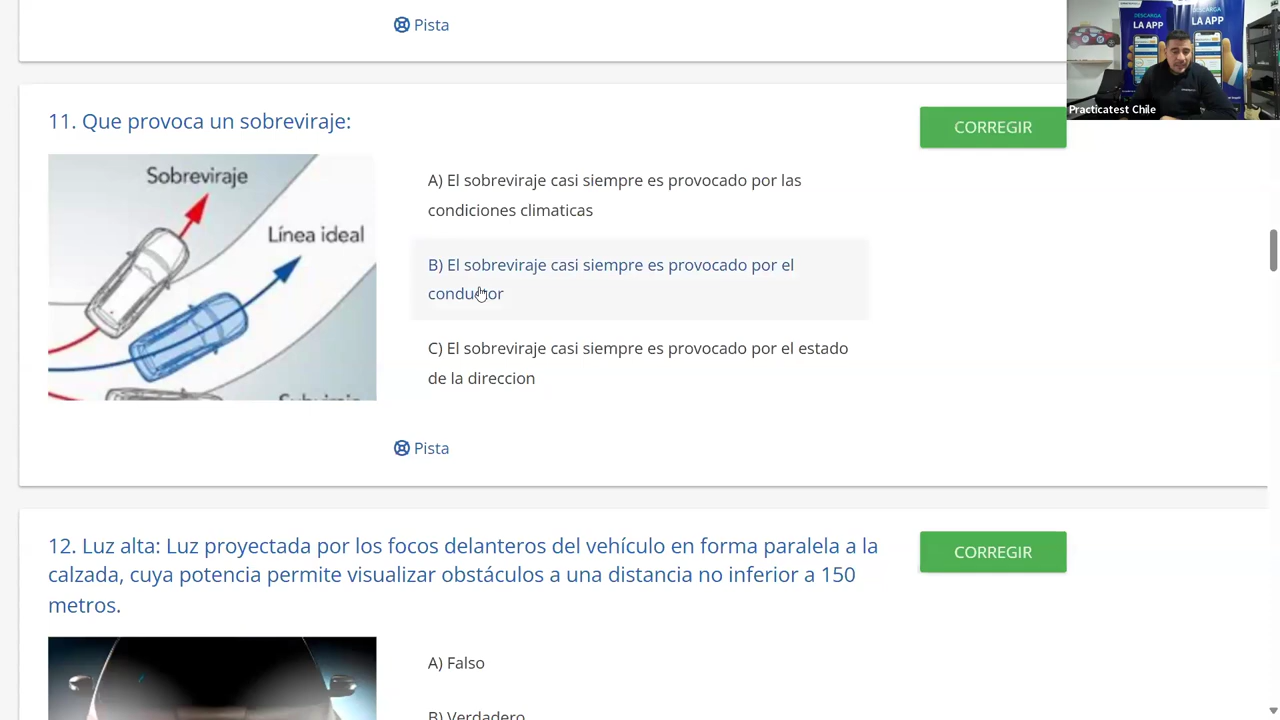 Pista
DESCARGA
LA APP
DESCARGA
LA APP
Practicatest Chile
11. Que provoca un sobreviraje:
CORREGIR
Sobreviraje
Línea ideal
A) El sobreviraje casi siempre es provocado por las
condiciones climaticas
B) El sobreviraje casi siempre es provocado por el
conductor
C) El sobreviraje casi siempre es provocado por el estado
de la direccion
Pista
12. Luz alta: Luz proyectada por los focos delanteros del vehículo en forma paralela a la
calzada, cuya potencia permite visualizar obstáculos a una distancia no inferior a 150
metros.
CORREGIR
A) Falso
B) Verdadero